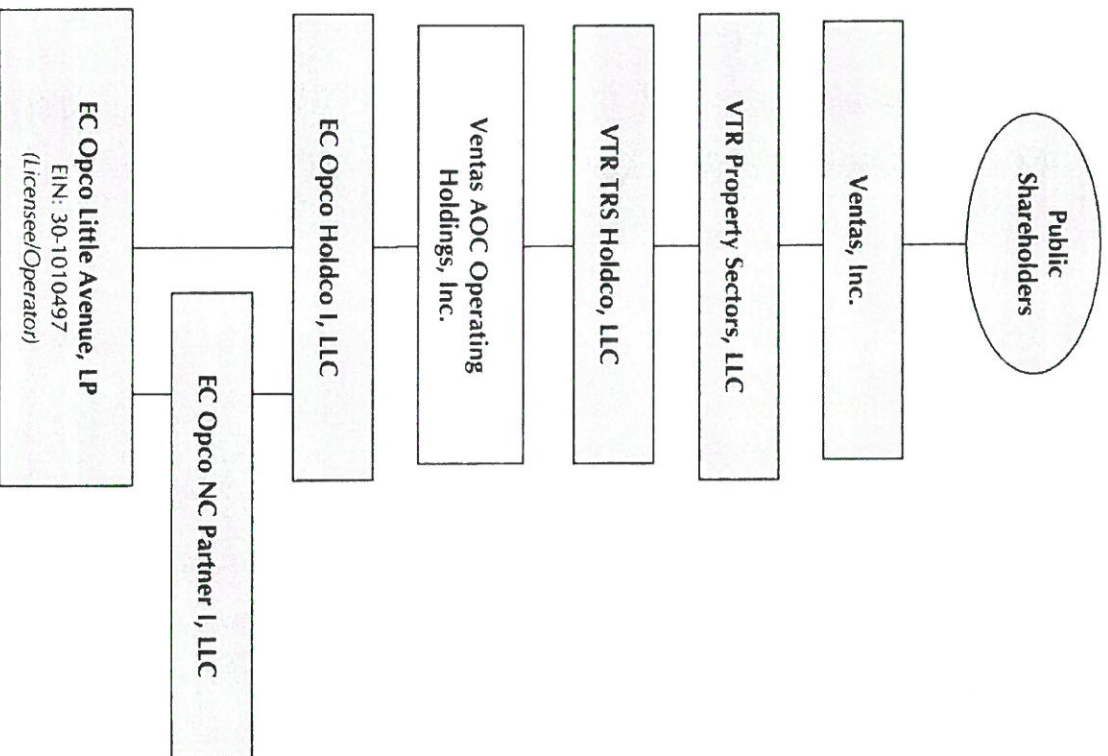 Public
Shareholders
Ventas, Inc.
VTR Property Sectors, LLC
VTR TRS Holdco, LLC
Ventas AOC Operating
Holdings, Inc.
EC Opco Holdco I, LLC
EC Opco NC Partner I, LLC
EC Opco Little Avenue, LP
EIN: 30-1010497
(Licensee/Operator)